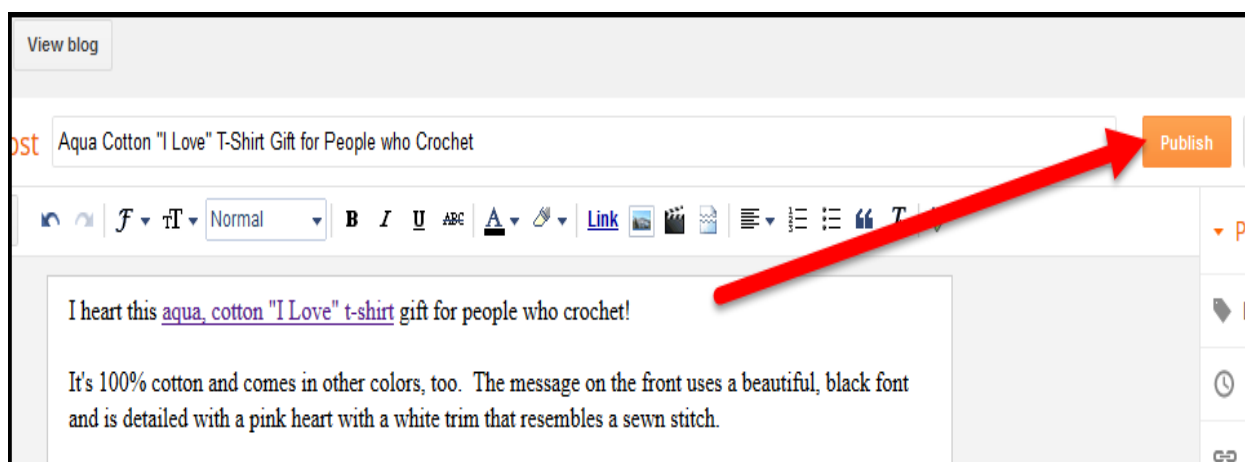 View blog
ost Aqua Cotton "I Love" T-Shirt Gift for People who Crochet Publish
Normal B I U ABC A Link
I heart this aqua, cotton "I Love" t-shirt gift for people who crochet!
It's 100% cotton and comes in other colors, too. The message on the front uses a beautiful, black font
and is detailed with a pink heart with a white trim that resembles a sewn stitch.